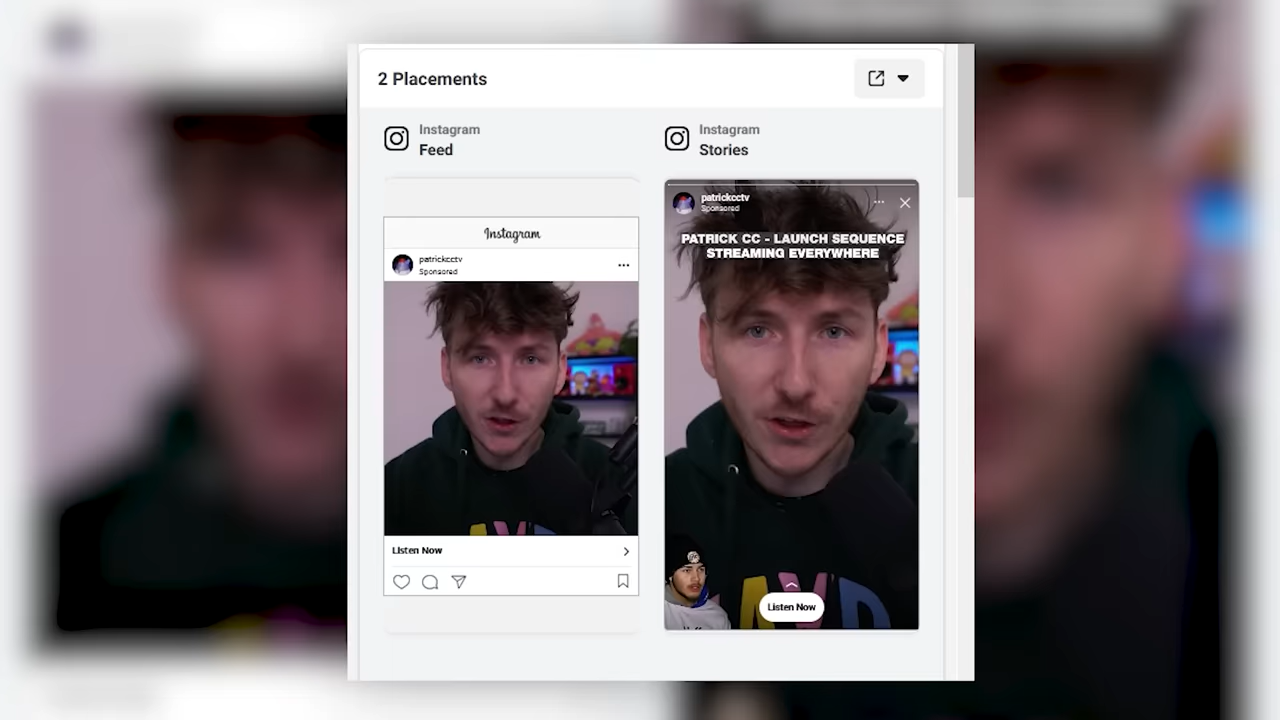 2 Placements
Instagram
Feed
Instagram
patrickcctv
Sponsored
Listen Now
Instagram
Stories
patrickcctv
Sponsored
PATRICK CC - LAUNCH SEQUENCE
STREAMING EVERYWHERE
Listen Now